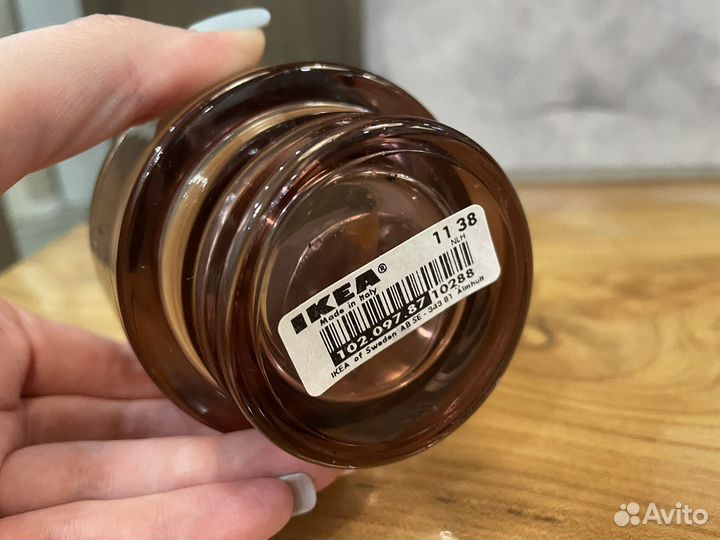 IKEA®
11 38
Made in Italy
NLH
102.097.87 10288
IKEA of Sweden AB SE - 343 81 Älmhult
Avito